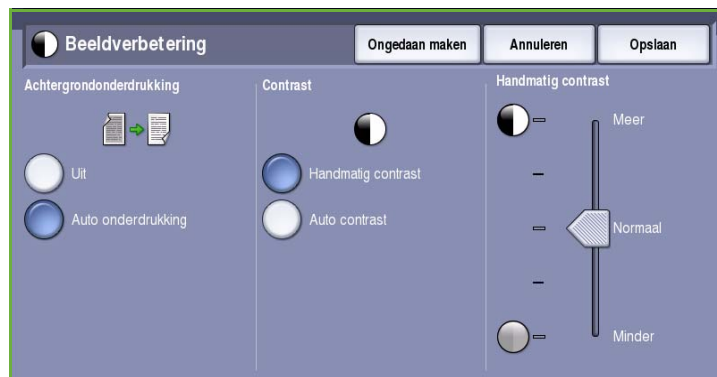 Beeldverbetering
Ongedaan maken
Annuleren
Opslaan
Achtergrondonderdrukking
Uit
Auto onderdrukking
Contrast
Handmatig contrast
Auto contrast
Handmatig contrast
Meer
Normaal
Minder